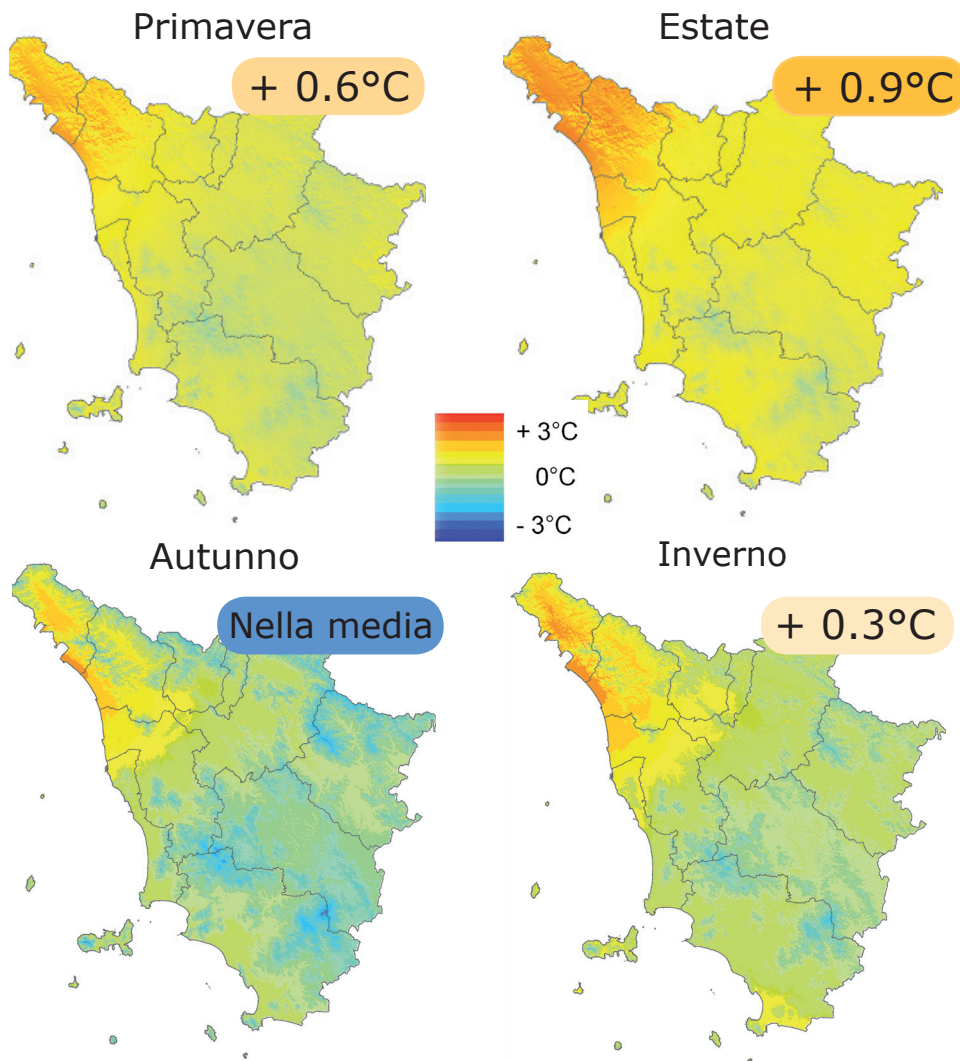 Primavera
+ 0.6°C
Estate
+ 0.9°C
+ 3°C
0°C
- 3°C
Autunno
Nella media
Inverno
+ 0.3°C